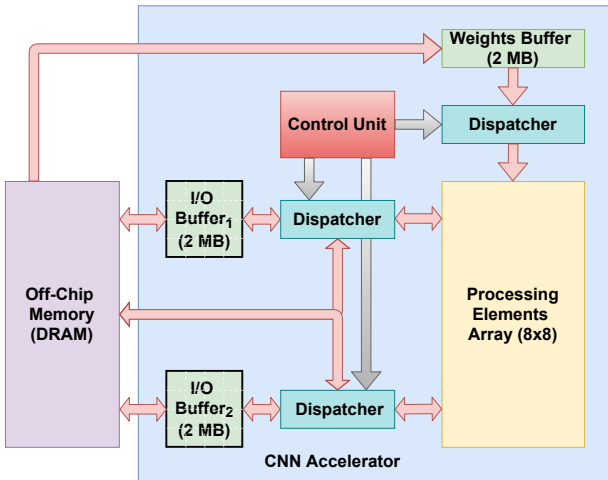 Weights Buffer
(2 MB)
Control Unit
Dispatcher
I/O
Buffer₁
(2 MB)
Dispatcher
Off-Chip
Memory
(DRAM)
Processing
Elements
Array (8x8)
I/O
Buffer₂
(2 MB)
Dispatcher
CNN Accelerator